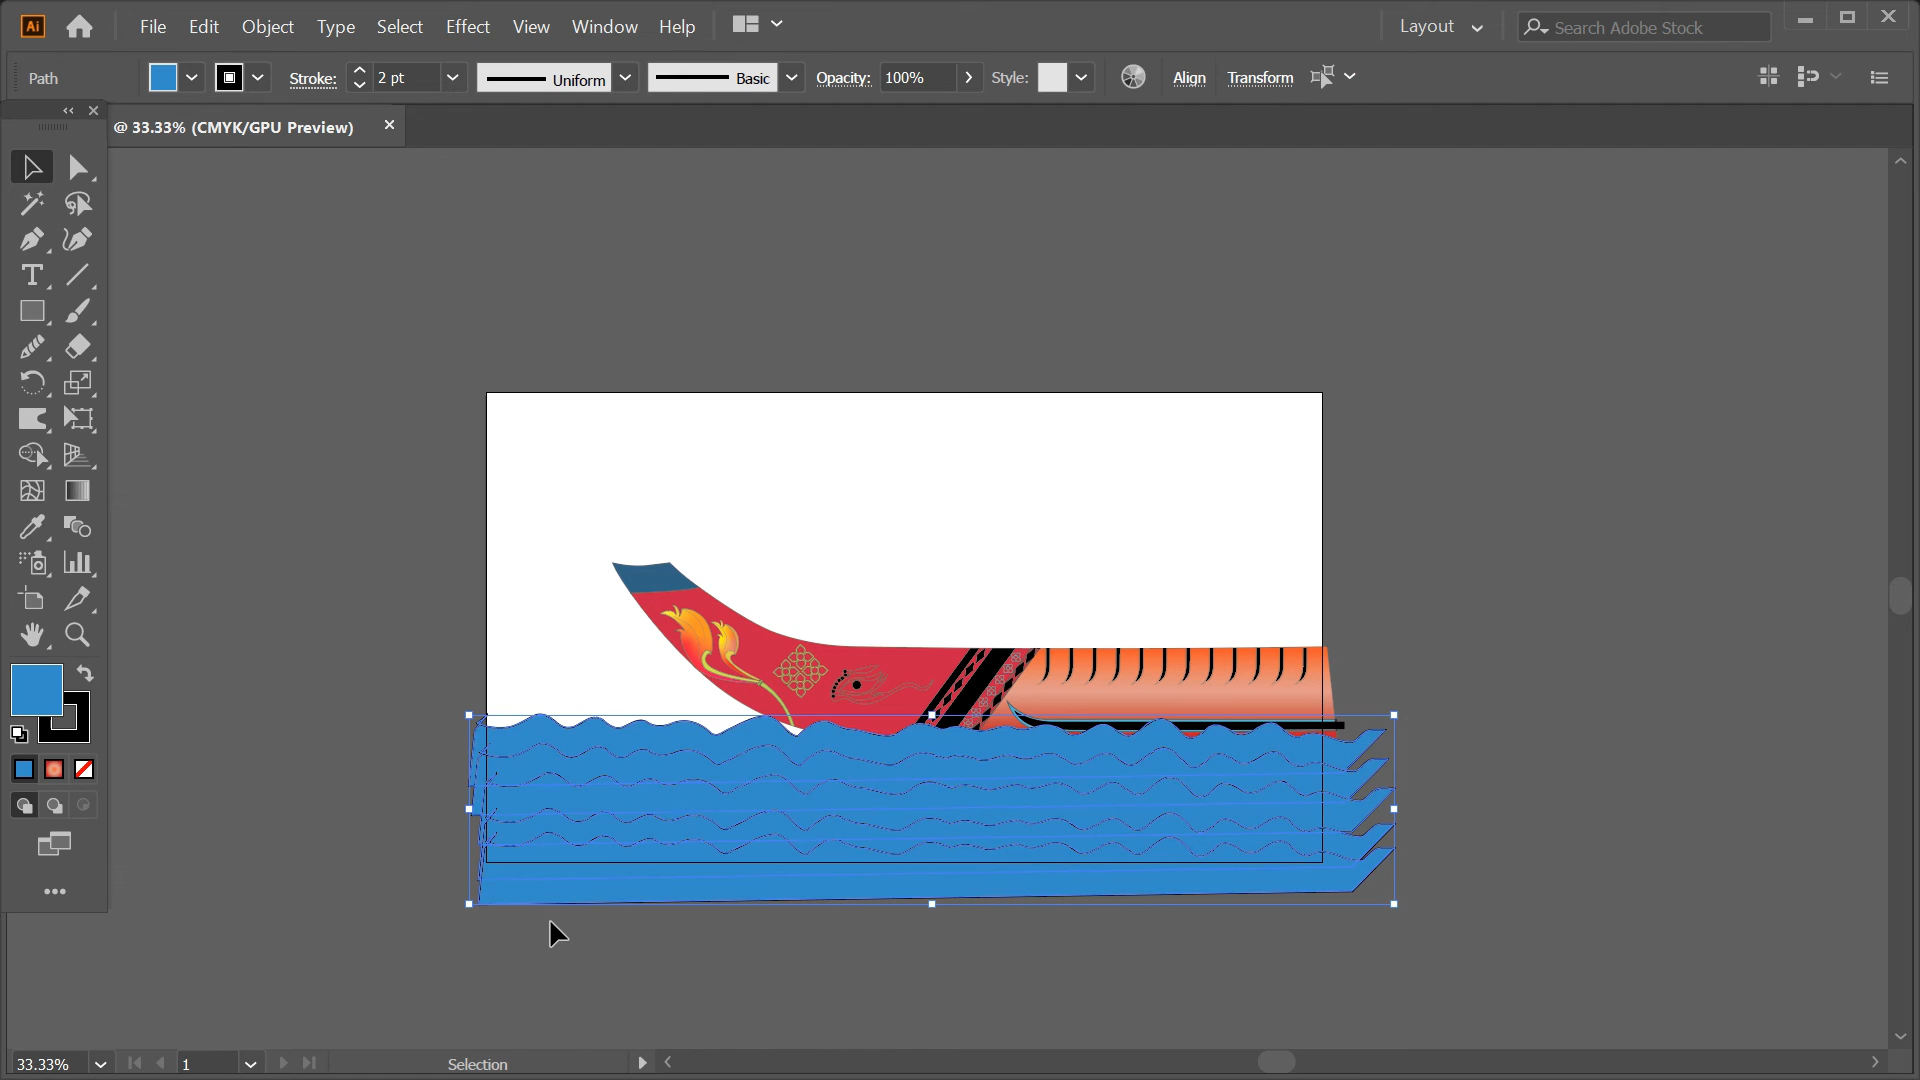 Ai File Edit Object Type Select Effect View Window Help Layout Search Adobe Stock
Path Stroke: 2 pt Uniform Basic Opacity: 100% Style: Align Transform
@ 33.33% (CMYK/GPU Preview)
33.33% 1 Selection